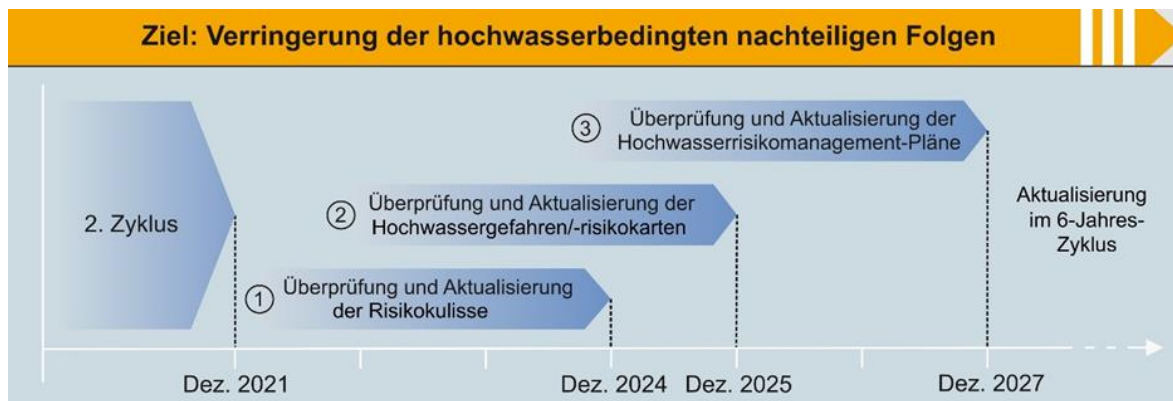 Ziel: Verringerung der hochwasserbedingten nachteiligen Folgen
2. Zyklus
① Überprüfung und Aktualisierung
der Risikokulisse
② Überprüfung und Aktualisierung der
Hochwassergefahren/-risikokarten
③ Überprüfung und Aktualisierung der
Hochwasserrisikomanagement-Pläne
Aktualisierung
im 6-Jahres-
Zyklus
Dez. 2021
Dez. 2024
Dez. 2025
Dez. 2027